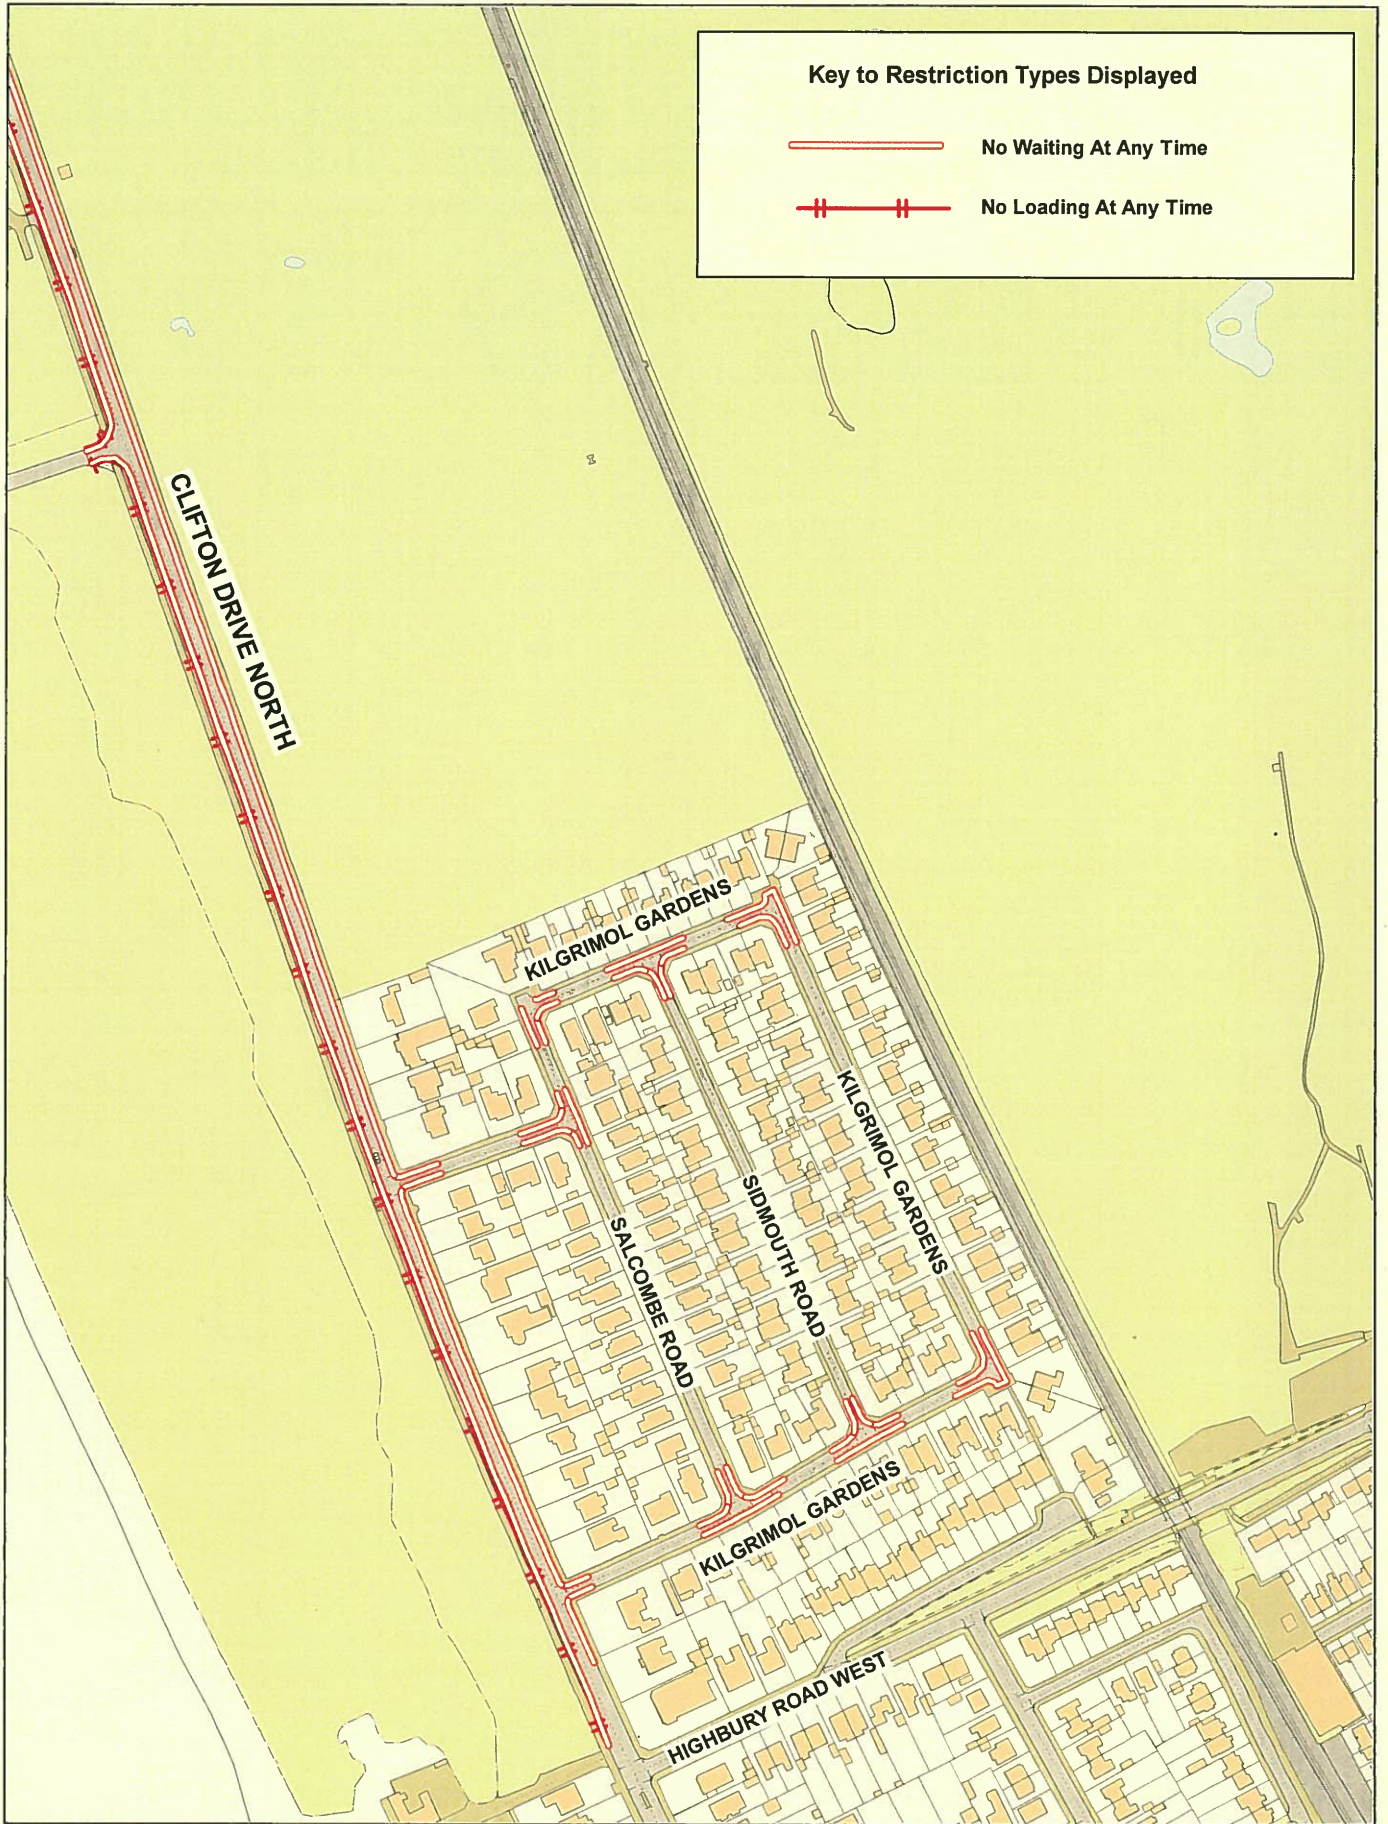 Key to Restriction Types Displayed
No Waiting At Any Time
No Loading At Any Time
CLIFTON DRIVE NORTH
KILGRIMOL GARDENS
KILGRIMOL GARDENS
SIDMOUTH ROAD
SALCOMBE ROAD
KILGRIMOL GARDENS
HIGHBURY ROAD WEST